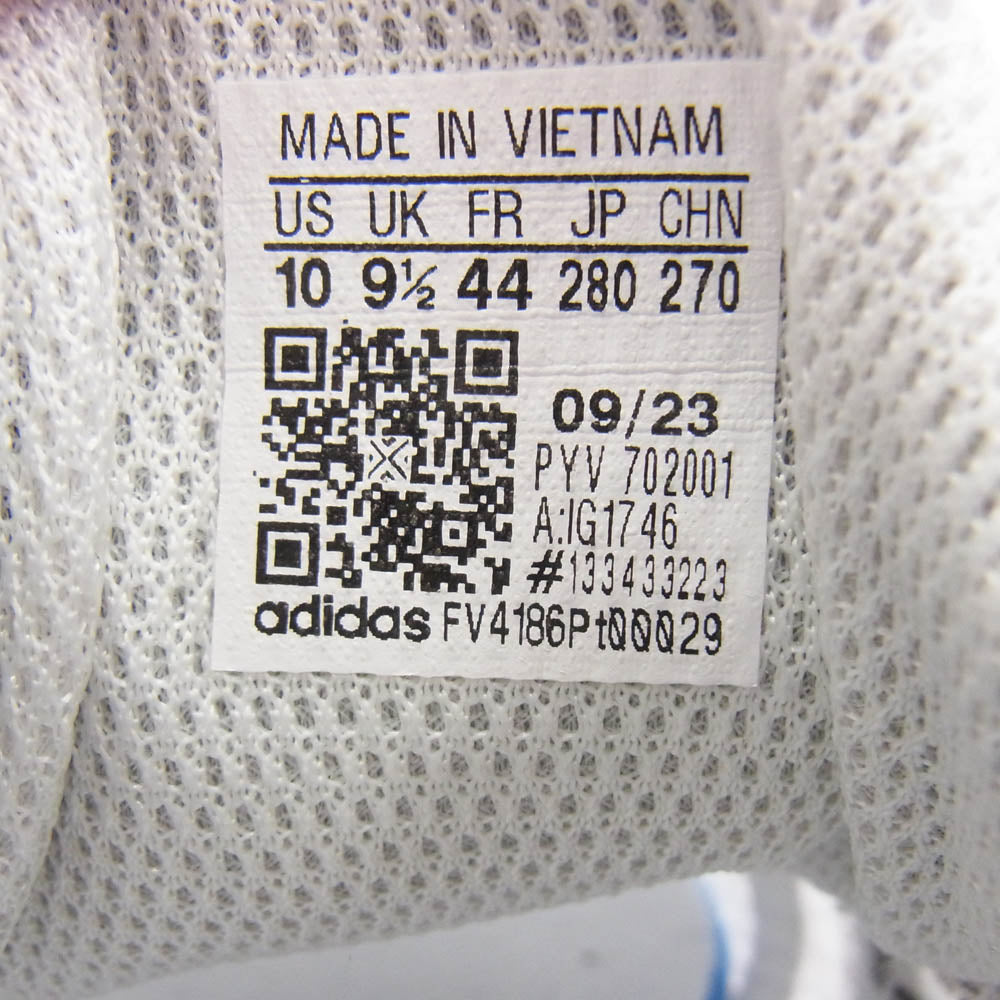 MADE IN VIETNAM
US UK FR JP CHN
10 9½ 44 280 270
09/23
PYV 702001
A:IG1746
#133433223
adidas FV4186Pt00029